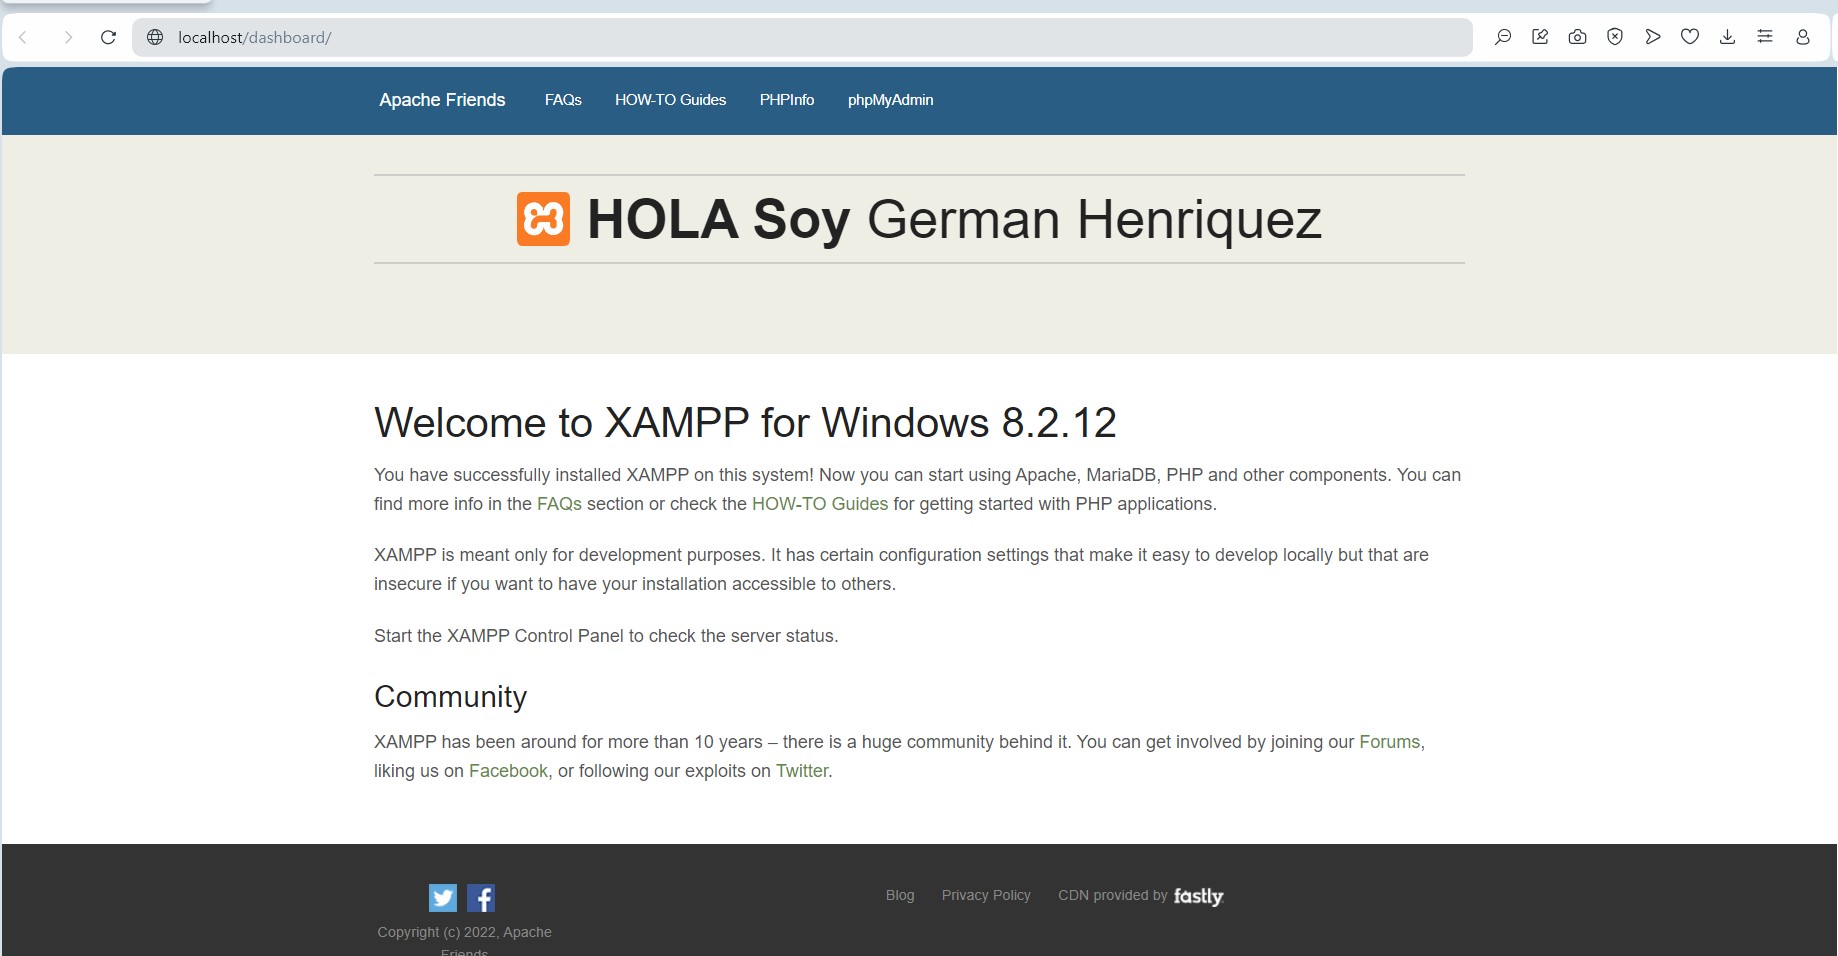 localhost/dashboard/
Apache Friends FAQs HOW-TO Guides PHPInfo phpMyAdmin
HOLA Soy German Henriquez
Welcome to XAMPP for Windows 8.2.12
You have successfully installed XAMPP on this system! Now you can start using Apache, MariaDB, PHP and other components. You can
find more info in the FAQs section or check the HOW-TO Guides for getting started with PHP applications.
XAMPP is meant only for development purposes. It has certain configuration settings that make it easy to develop locally but that are
insecure if you want to have your installation accessible to others.
Start the XAMPP Control Panel to check the server status.
Community
XAMPP has been around for more than 10 years – there is a huge community behind it. You can get involved by joining our Forums,
liking us on Facebook, or following our exploits on Twitter.
Blog Privacy Policy CDN provided by fastly
Copyright (c) 2022, Apache
Friends